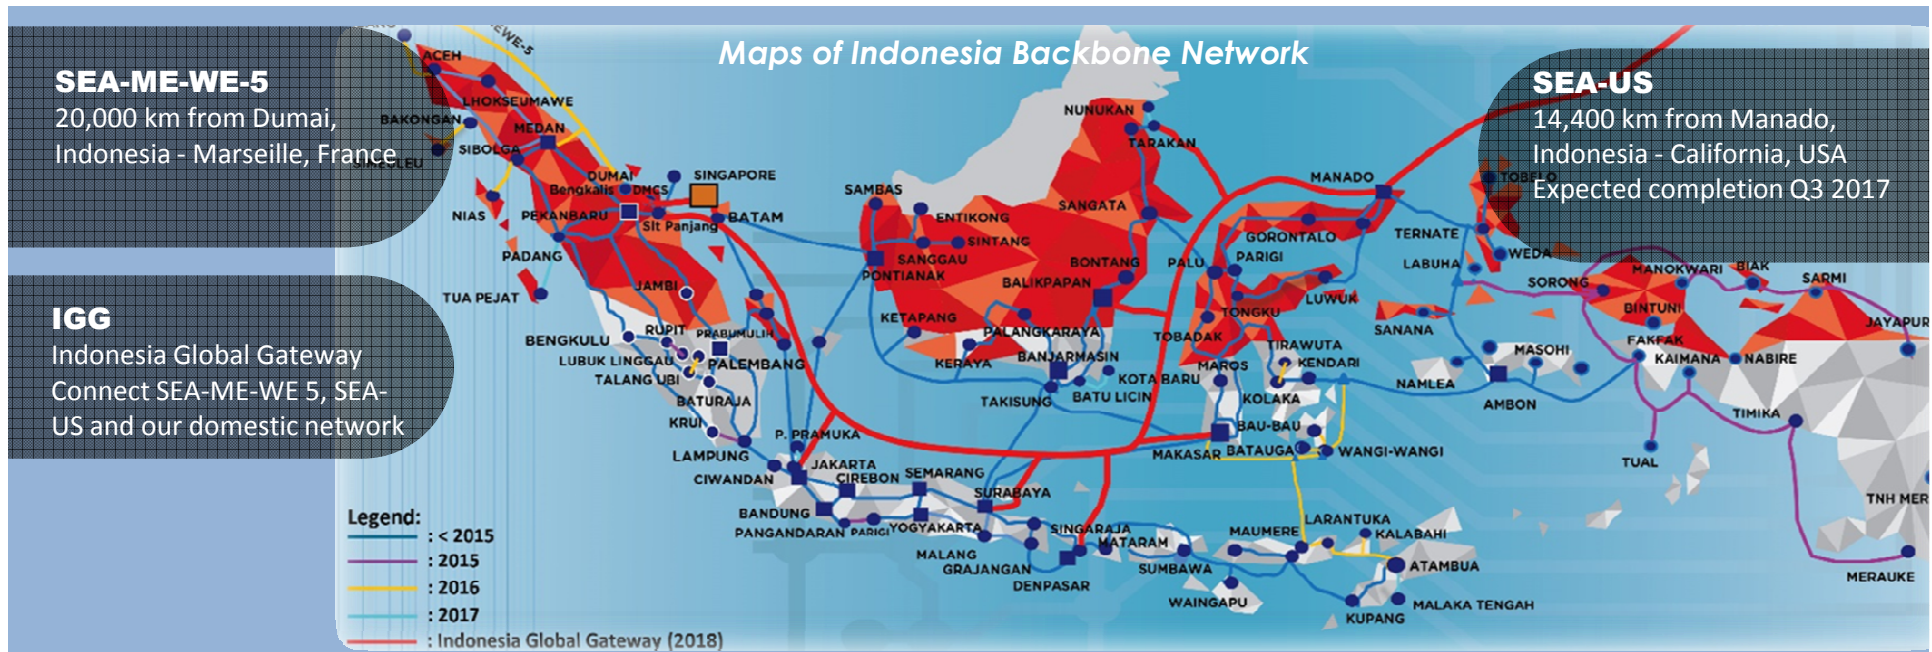 Maps of Indonesia Backbone Network
SEA-ME-WE-5
20,000 km from Dumai,
Indonesia - Marseille, France
IGG
Indonesia Global Gateway
Connect SEA-ME-WE 5, SEA-
US and our domestic network
SEA-US
14,400 km from Manado,
Indonesia - California, USA
Expected completion Q3 2017
EWE-5
ACEH
LHOKSEUMAWE
BAKONGAN
MEDAN
SIBOLGA
NIAS
DUMAI
Bengkalis
DMCS
SINGAPORE
PEKANBARU
Slt Panjang
BATAM
PADANG
TUA PEJAT
JAMBI
BENGKULU
RUPIT
PRABUMULIH
LUBUK LINGGAU
PALEMBANG
TALANG UBI
BATURAJA
KRUI
LAMPUNG
P. PRAMUKA
CIWANDAN
JAKARTA
CIREBON
SEMARANG
SURABAYA
BANDUNG
PANGANDARAN
PARIGI
YOGYAKARTA
MALANG
GRAJANGAN
DENPASAR
SINGARAJA
MATARAM
SUMBAWA
WAINGAPU
MAUMERE
LARANTUKA
KALABAHI
ATAMBUA
MALAKA TENGAH
KUPANG
SAMBAS
ENTIKONG
SINTANG
SANGGAU
PONTIANAK
KETAPANG
KERAYA
PALANGKARAYA
BANJARMASIN
TAKISUNG
BATU LICIN
KOTA BARU
BALIKPAPAN
BONTANG
SANGATA
NUNUKAN
TARAKAN
MANADO
GORONTALO
PALU
PARIGI
LUWUK
TONGKU
TOBADAK
TIRAWUTA
MAROS
KENDARI
KOLAKA
BAU-BAU
MAKASAR
BATAUGA
WANGI-WANGI
TOBELO
TERNATE
WEDA
LABUHA
SORONG
MANOKWARI
BIAK
SARMI
BINTUNI
SANANA
JAYAPUR
FAKFAK
MASOHI
KAIMANA
NABIRE
NAMLEA
AMBON
TIMIKA
TUAL
TNH MER
MERAUKE
Legend:
: < 2015
: 2015
: 2016
: 2017
: Indonesia Global Gateway (2018)